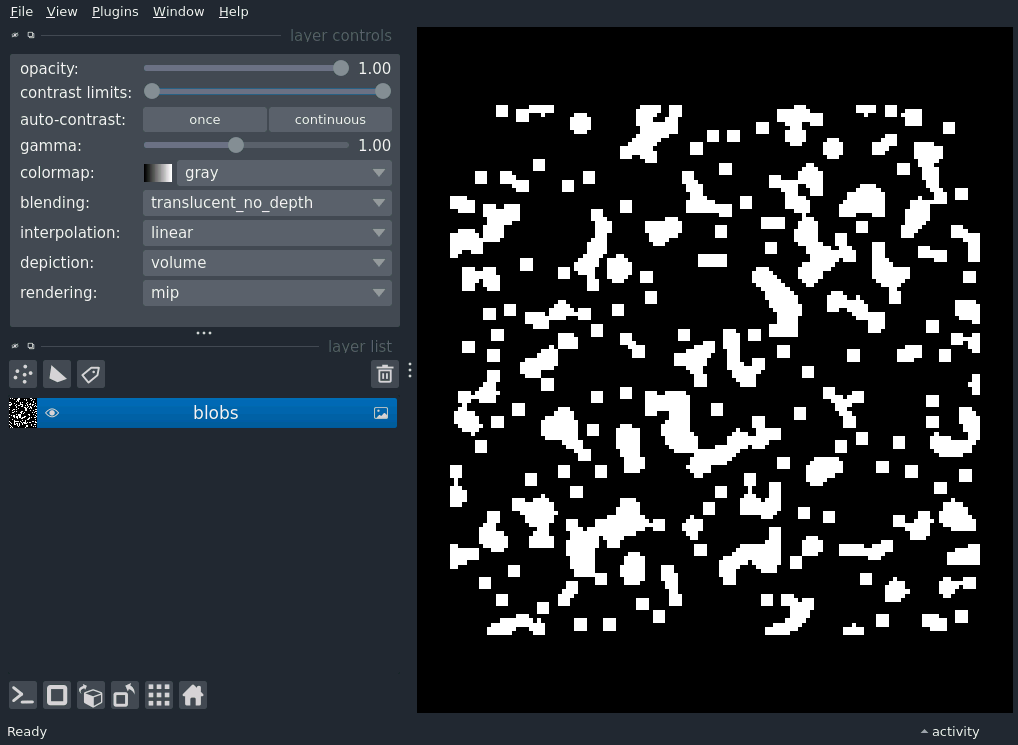 File View Plugins Window Help
layer controls
opacity: 1.00
contrast limits:
auto-contrast: once continuous
gamma: 1.00
colormap: gray
blending: translucent_no_depth
interpolation: linear
depiction: volume
rendering: mip
layer list
blobs
Ready activity